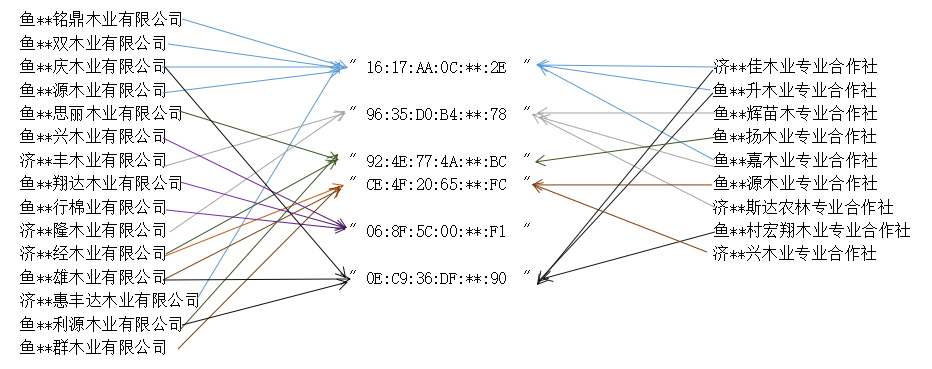 鱼**铭鼎木业有限公司
鱼**双木业有限公司
鱼**庆木业有限公司
鱼**源木业有限公司
鱼**思丽木业有限公司
鱼**兴木业有限公司
济**丰木业有限公司
鱼**翔达木业有限公司
鱼**行棉业有限公司
济**隆木业有限公司
济**经木业有限公司
鱼**雄木业有限公司
济**惠丰达木业有限公司
鱼**利源木业有限公司
鱼**群木业有限公司
" 16:17:AA:0C:**:2E "
" 96:35:D0:B4:**:78 "
" 92:4E:77:4A:**:BC "
" CE:4F:20:65:**:FC "
" 06:8F:5C:00:**:F1 "
" 0E:C9:36:DF:**:90 "
济**佳木业专业合作社
鱼**升木业专业合作社
鱼**辉苗木专业合作社
鱼**扬木业专业合作社
鱼**嘉木业专业合作社
鱼**源木业专业合作社
济**斯达农林专业合作社
鱼**村宏翔木业专业合作社
济**兴木业专业合作社